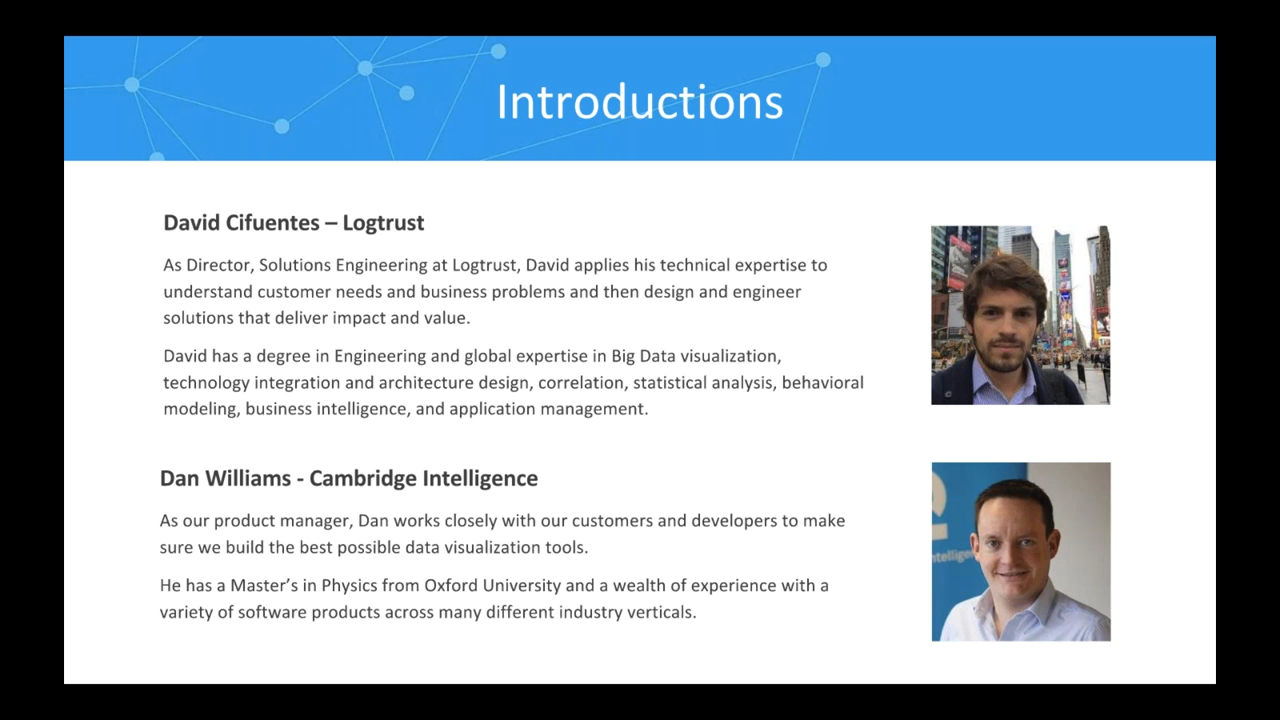 Introductions
David Cifuentes – Logtrust
As Director, Solutions Engineering at Logtrust, David applies his technical expertise to
understand customer needs and business problems and then design and engineer
solutions that deliver impact and value.
David has a degree in Engineering and global expertise in Big Data visualization,
technology integration and architecture design, correlation, statistical analysis, behavioral
modeling, business intelligence, and application management.
Dan Williams - Cambridge Intelligence
As our product manager, Dan works closely with our customers and developers to make
sure we build the best possible data visualization tools.
He has a Master’s in Physics from Oxford University and a wealth of experience with a
variety of software products across many different industry verticals.